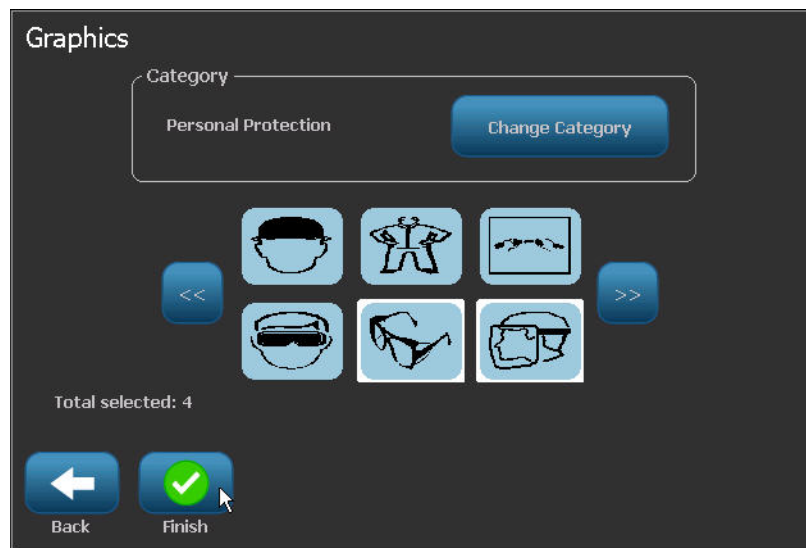 Graphics
Category
Personal Protection
Change Category
<<
>>
Total selected: 4
Back
Finish